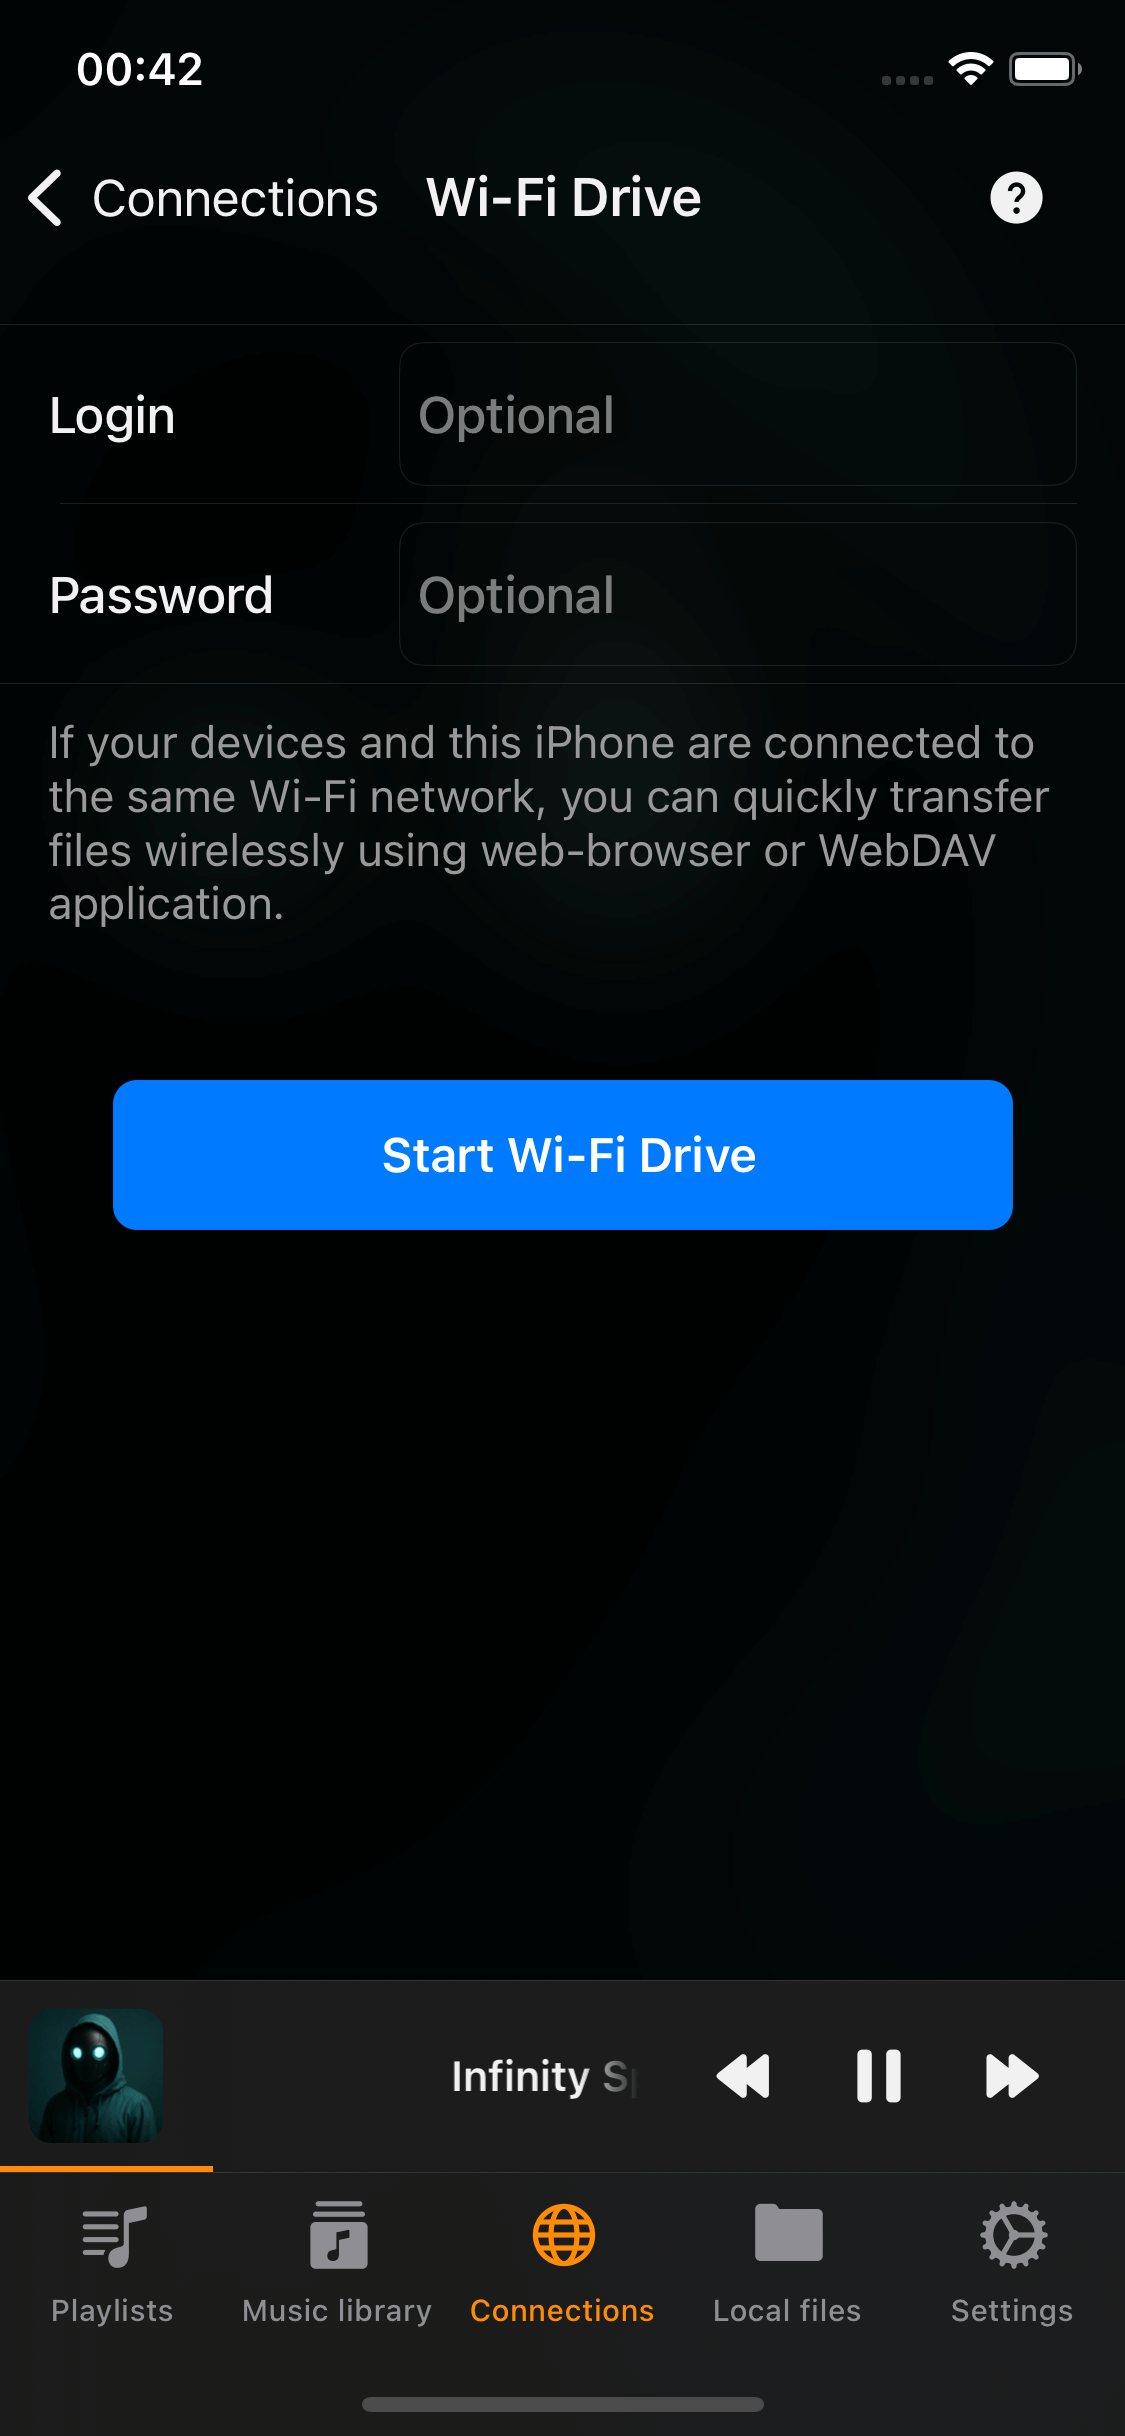 00:42
Connections Wi-Fi Drive
Login Optional
Password Optional
If your devices and this iPhone are connected to
the same Wi-Fi network, you can quickly transfer
files wirelessly using web-browser or WebDAV
application.
Start Wi-Fi Drive
Infinity
Playlists Music library Connections Local files Settings